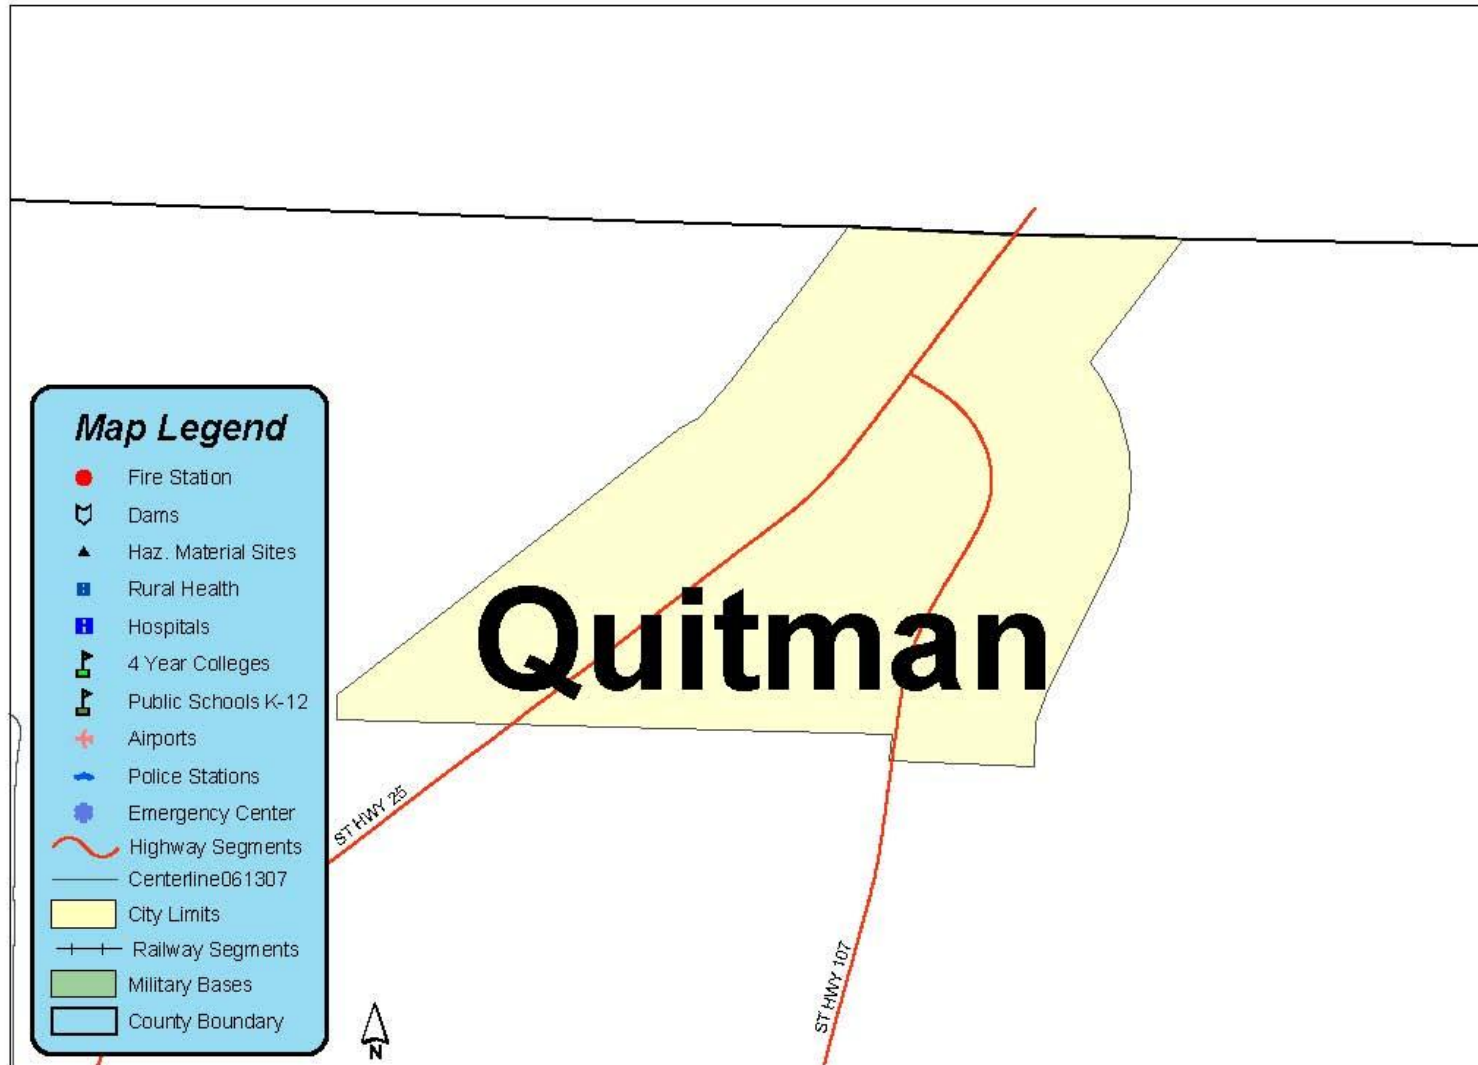 Quitman
Map Legend
Fire Station
Dams
Haz. Material Sites
Rural Health
Hospitals
4 Year Colleges
Public Schools K-12
Airports
Police Stations
Emergency Center
Highway Segments
Centerline061307
City Limits
Railway Segments
Military Bases
County Boundary
ST HWY 25
ST HWY 107
N